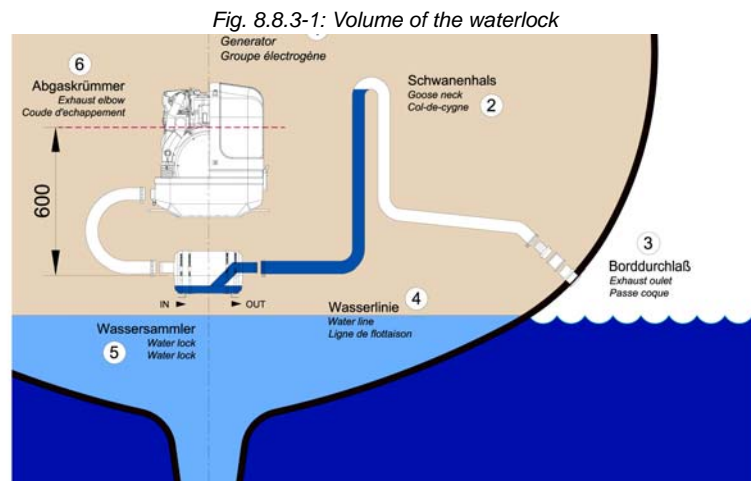 Fig. 8.8.3-1: Volume of the waterlock
Generator
Groupe électrogène
6
Abgaskrümmer
Exhaust elbow
Coude d'echappement
Schwanenhals
Goose neck
Col-de-cygne
2
600
3
Borddurchlaß
Exhaust oulet
Passe coque
IN
OUT
Wasserlinie
Water line
Ligne de flottaison
4
Wassersammler
Water lock
Water lock
5